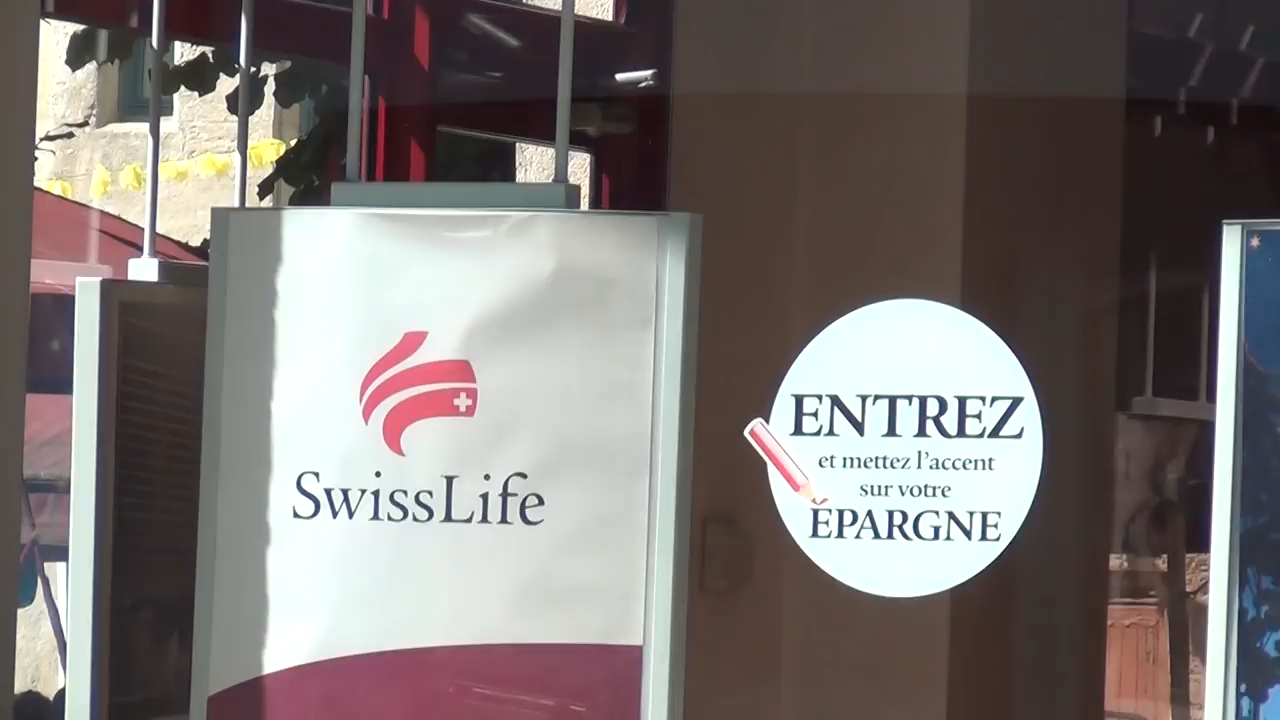 SwissLife
ENTREZ
et mettez l'accent
sur votre
ÉPARGNE